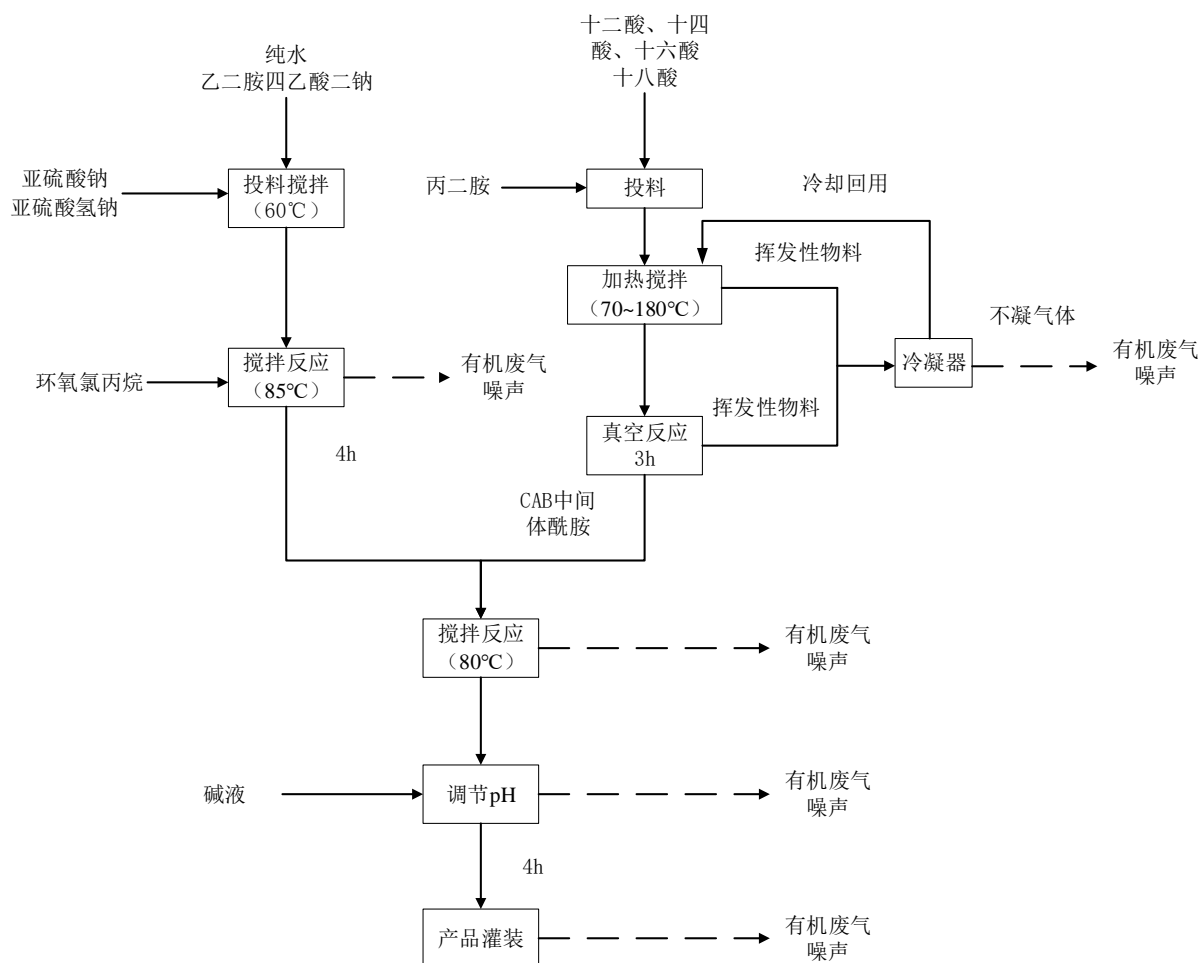 十二酸、十四
酸、十六酸
十八酸
纯水
乙二胺四乙酸二钠
亚硫酸钠
亚硫酸氢钠
投料搅拌
（60℃）
丙二胺
投料
冷却回用
挥发性物料
加热搅拌
（70~180℃）
不凝气体
环氧氯丙烷
搅拌反应
（85℃）
有机废气
噪声
冷凝器
有机废气
噪声
挥发性物料
4h
真空反应
3h
CAB中间
体酰胺
搅拌反应
（80℃）
有机废气
噪声
碱液
调节pH
有机废气
噪声
4h
产品灌装
有机废气
噪声